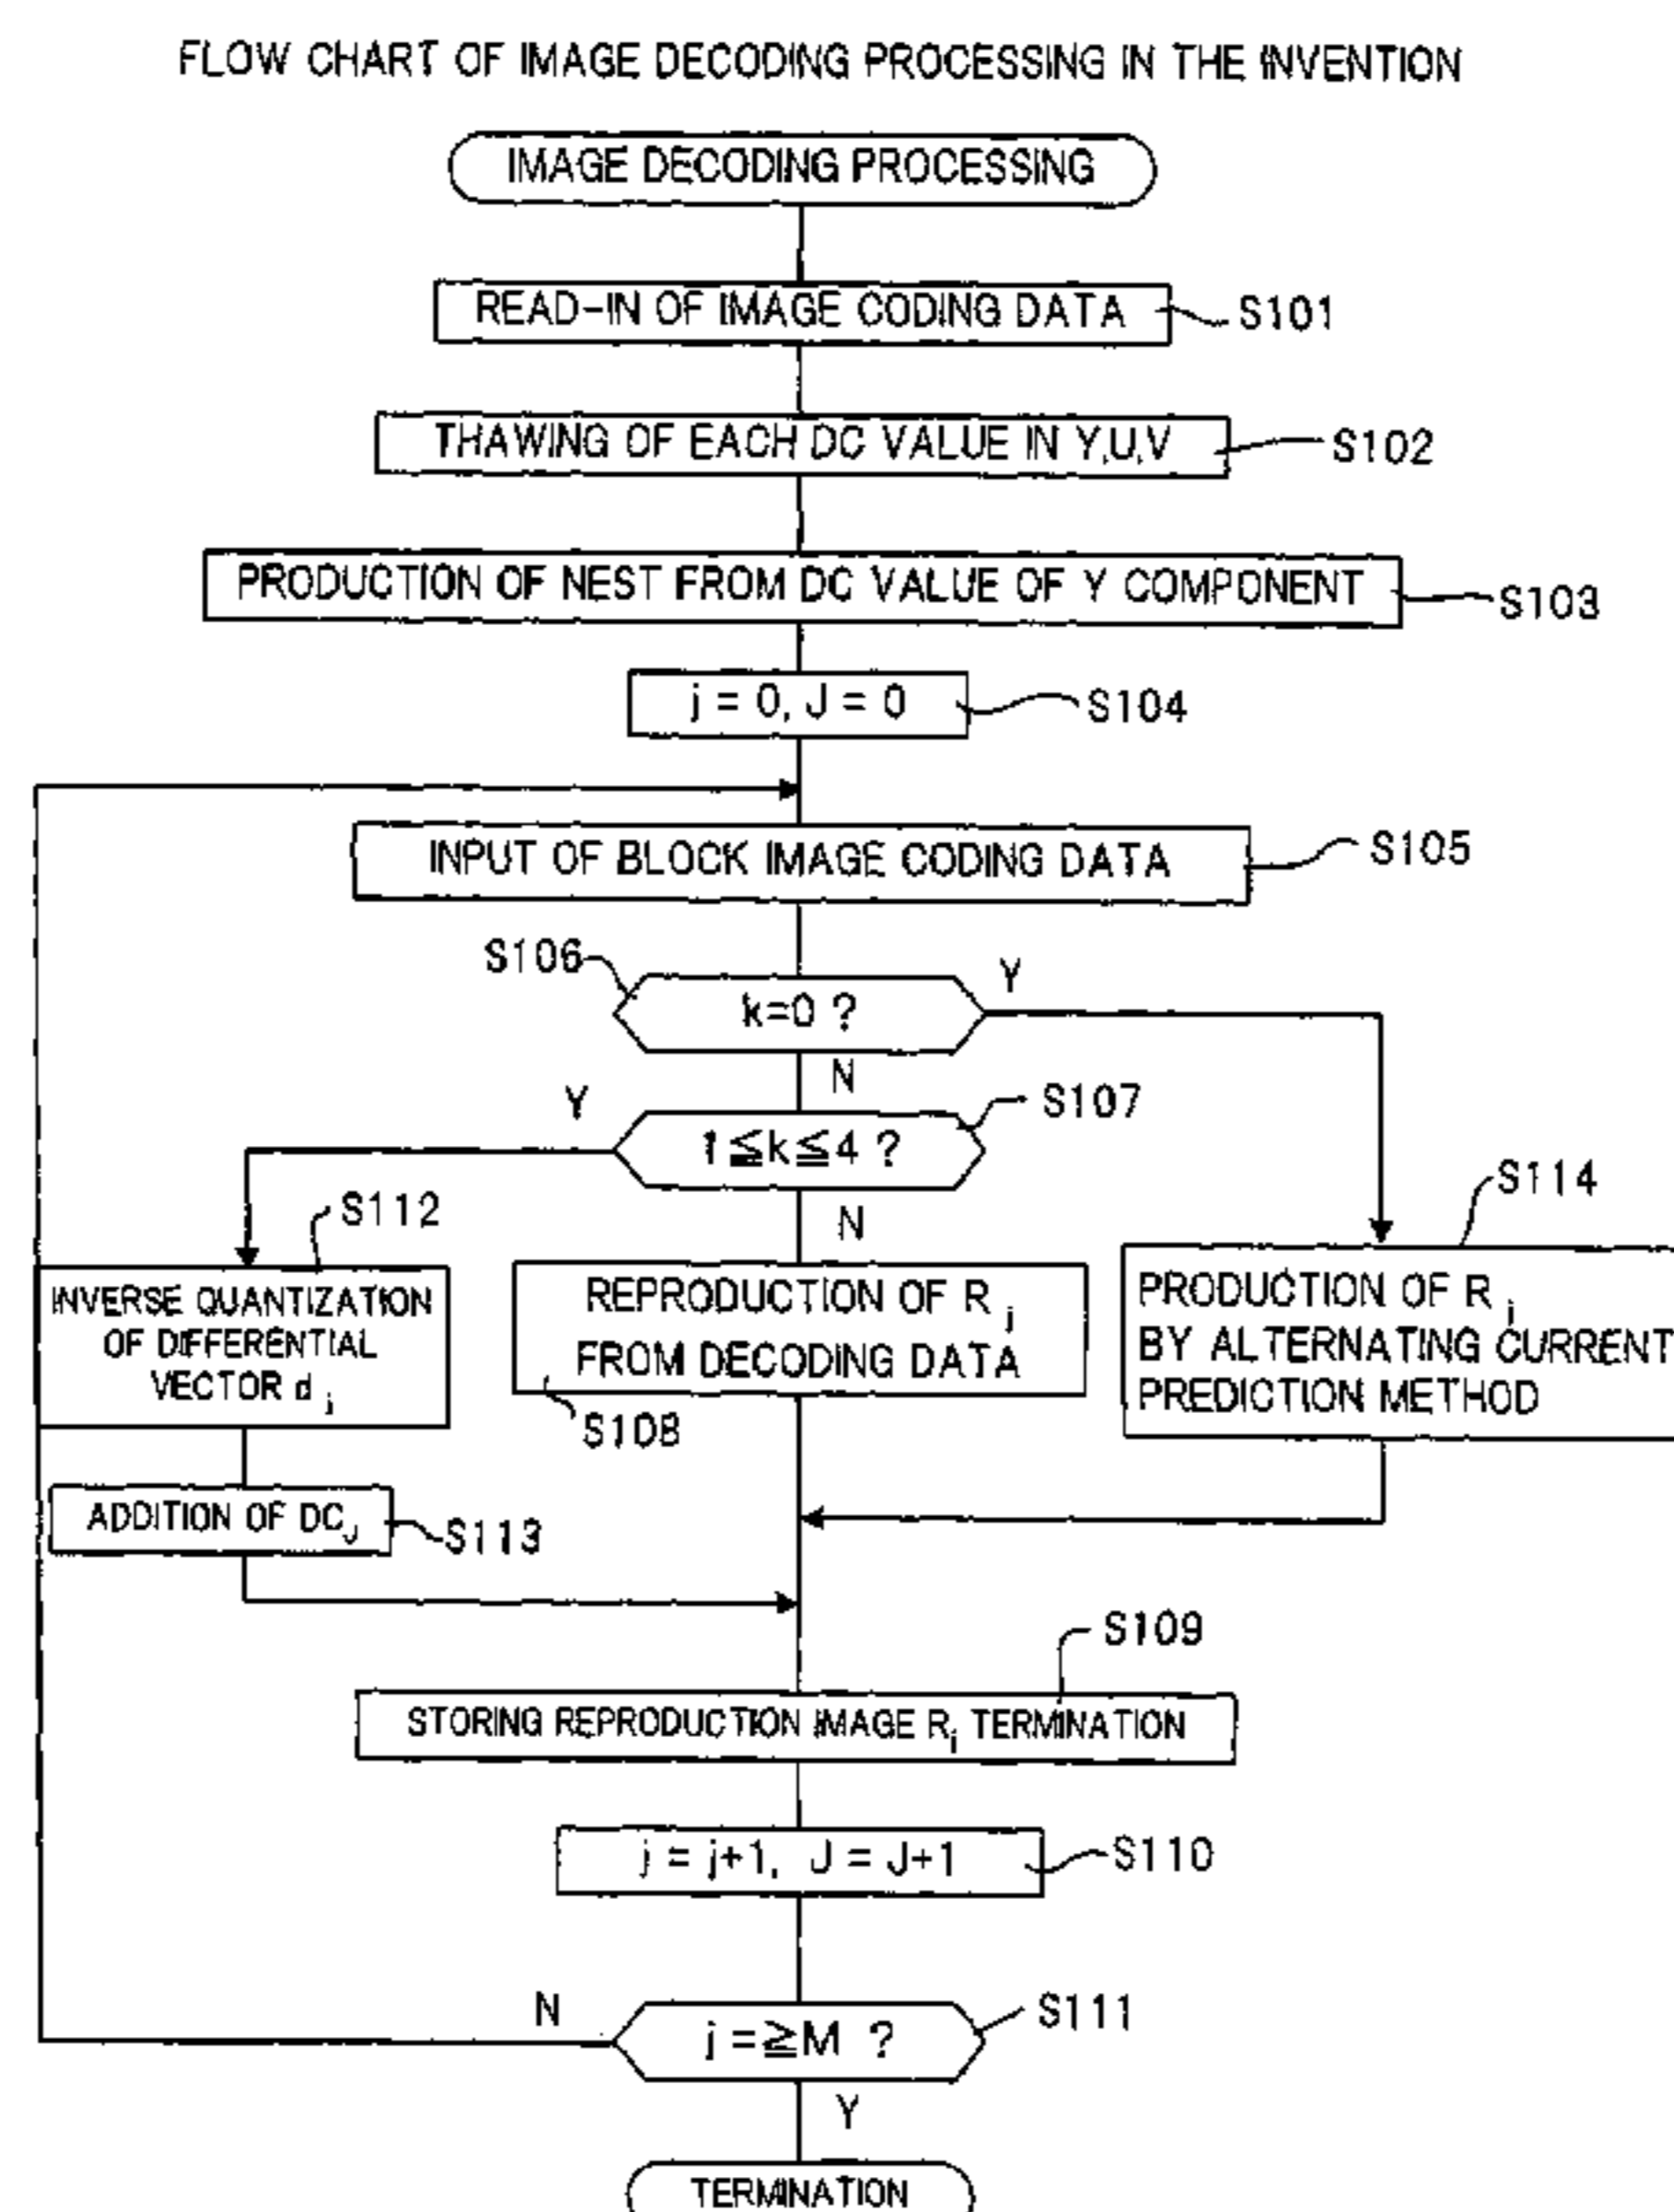 FLOW CHART OF IMAGE DECODING PROCESSING IN THE INVENTION
IMAGE DECODING PROCESSING
READ-IN OF IMAGE CODING DATA
S101
THAWING OF EACH DC VALUE IN Y,U,V
S102
PRODUCTION OF NEST FROM DC VALUE OF Y COMPONENT
S103
j = 0, J = 0
S104
INPUT OF BLOCK IMAGE CODING DATA
S105
S106
k=0 ?
Y
N
Y
1≦k≦4 ?
S107
N
S112
INVERSE QUANTIZATION
OF DIFFERENTIAL
VECTOR d j
REPRODUCTION OF R j
FROM DECODING DATA
S108
S114
PRODUCTION OF R j
BY ALTERNATING CURRENT
PREDICTION METHOD
ADDITION OF DC J
S113
S109
STORING REPRODUCTION IMAGE R j TERMINATION
j = j+1, J = J+1
S110
N
j =≧M ?
S111
Y
TERMINATION